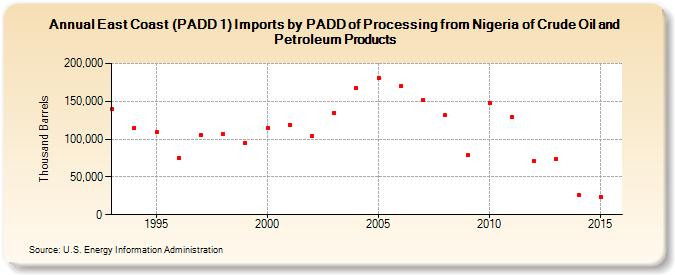 Annual East Coast (PADD 1) Imports by PADD of Processing from Nigeria of Crude Oil and
Petroleum Products
Thousand Barrels
200,000
150,000
100,000
50,000
0
1995 2000 2005 2010 2015
Source: U.S. Energy Information Administration